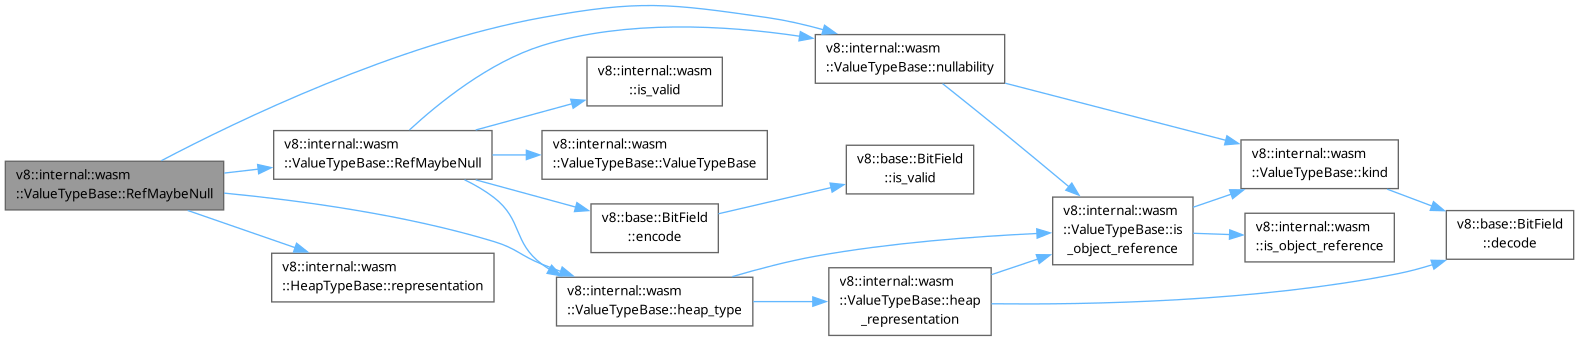 v8::internal::wasm
::ValueTypeBase::RefMaybeNull
v8::internal::wasm
::ValueTypeBase::RefMaybeNull
v8::internal::wasm
::HeapTypeBase::representation
v8::internal::wasm
::is_valid
v8::internal::wasm
::ValueTypeBase::ValueTypeBase
v8::base::BitField
::encode
v8::internal::wasm
::ValueTypeBase::heap_type
v8::internal::wasm
::ValueTypeBase::nullability
v8::base::BitField
::is_valid
v8::internal::wasm
::ValueTypeBase::heap
_representation
v8::internal::wasm
::ValueTypeBase::is
_object_reference
v8::internal::wasm
::ValueTypeBase::kind
v8::internal::wasm
::is_object_reference
v8::base::BitField
::decode